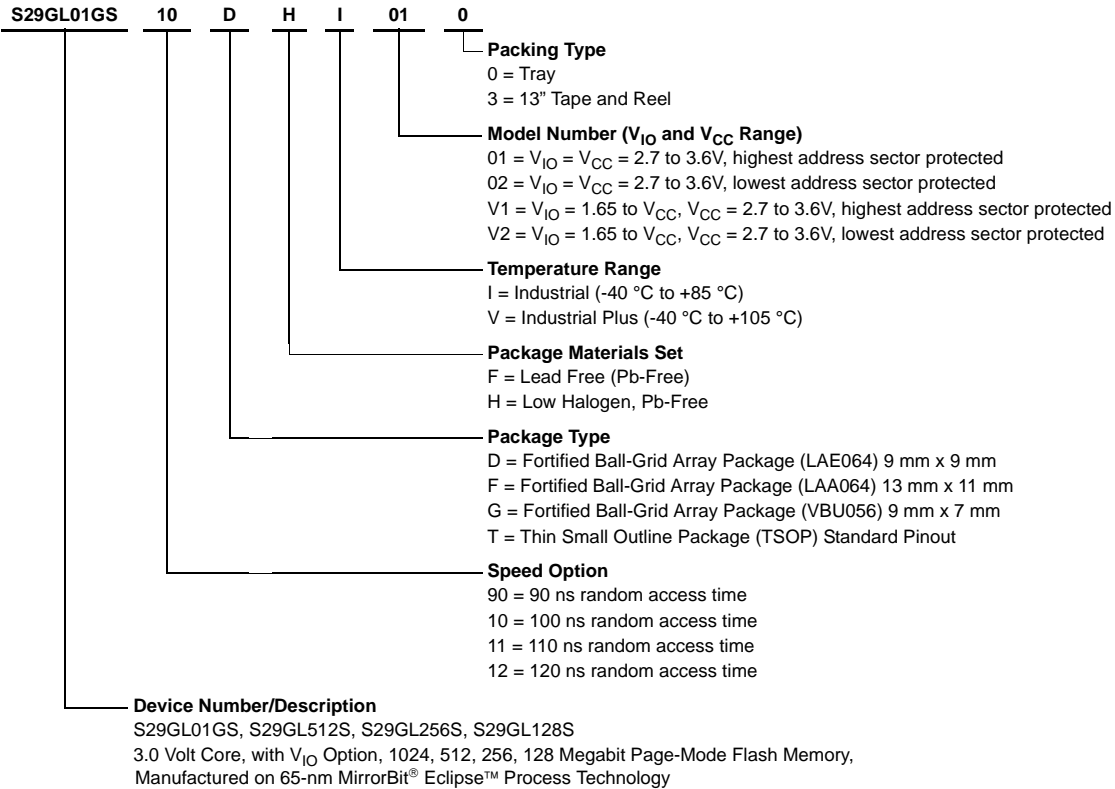 S29GL01GS 10 D H I 01 0
Packing Type
0 = Tray
3 = 13” Tape and Reel
Model Number (VIO and VCC Range)
01 = VIO = VCC = 2.7 to 3.6V, highest address sector protected
02 = VIO = VCC = 2.7 to 3.6V, lowest address sector protected
V1 = VIO = 1.65 to VCC, VCC = 2.7 to 3.6V, highest address sector protected
V2 = VIO = 1.65 to VCC, VCC = 2.7 to 3.6V, lowest address sector protected
Temperature Range
I = Industrial (-40 °C to +85 °C)
V = Industrial Plus (-40 °C to +105 °C)
Package Materials Set
F = Lead Free (Pb-Free)
H = Low Halogen, Pb-Free
Package Type
D = Fortified Ball-Grid Array Package (LAE064) 9 mm x 9 mm
F = Fortified Ball-Grid Array Package (LAA064) 13 mm x 11 mm
G = Fortified Ball-Grid Array Package (VBU056) 9 mm x 7 mm
T = Thin Small Outline Package (TSOP) Standard Pinout
Speed Option
90 = 90 ns random access time
10 = 100 ns random access time
11 = 110 ns random access time
12 = 120 ns random access time
Device Number/Description
S29GL01GS, S29GL512S, S29GL256S, S29GL128S
3.0 Volt Core, with VIO Option, 1024, 512, 256, 128 Megabit Page-Mode Flash Memory,
Manufactured on 65-nm MirrorBit® Eclipse™ Process Technology